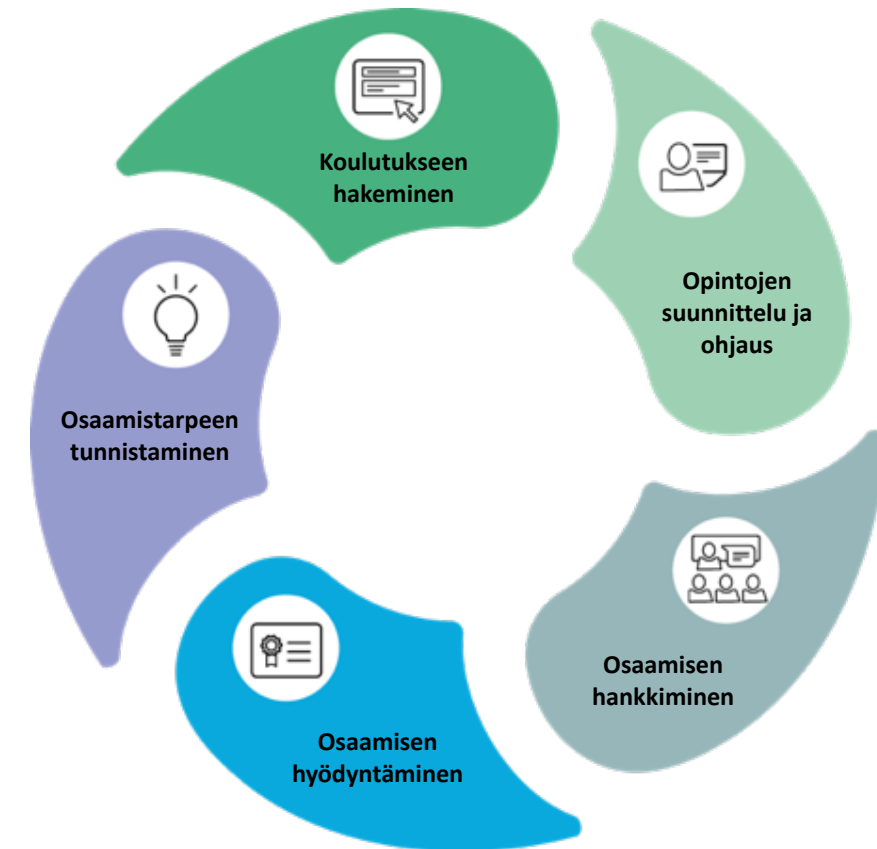 Koulutukseen
hakeminen
Opintojen
suunnittelu ja
ohjaus
Osaamistarpeen
tunnistaminen
Osaamisen
hankkiminen
Osaamisen
hyödyntäminen